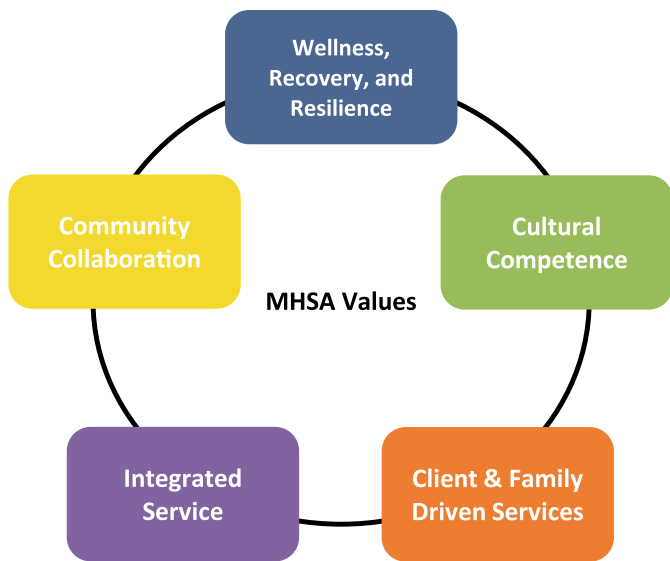 Wellness,
Recovery, and
Resilience
Community
Collaboration
Cultural
Competence
MHSA Values
Integrated
Service
Client & Family
Driven Services